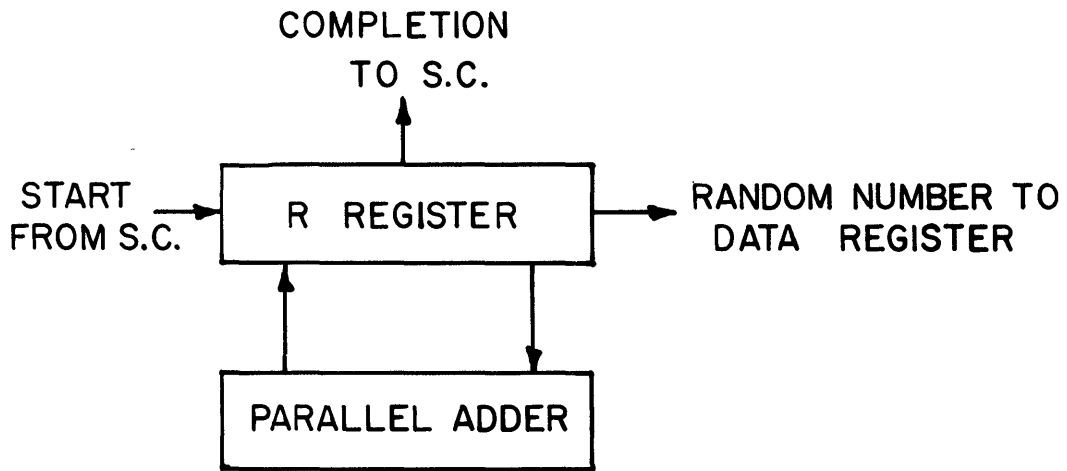 COMPLETION
TO S.C.
START
FROM S.C.
R REGISTER
RANDOM NUMBER TO
DATA REGISTER
PARALLEL ADDER